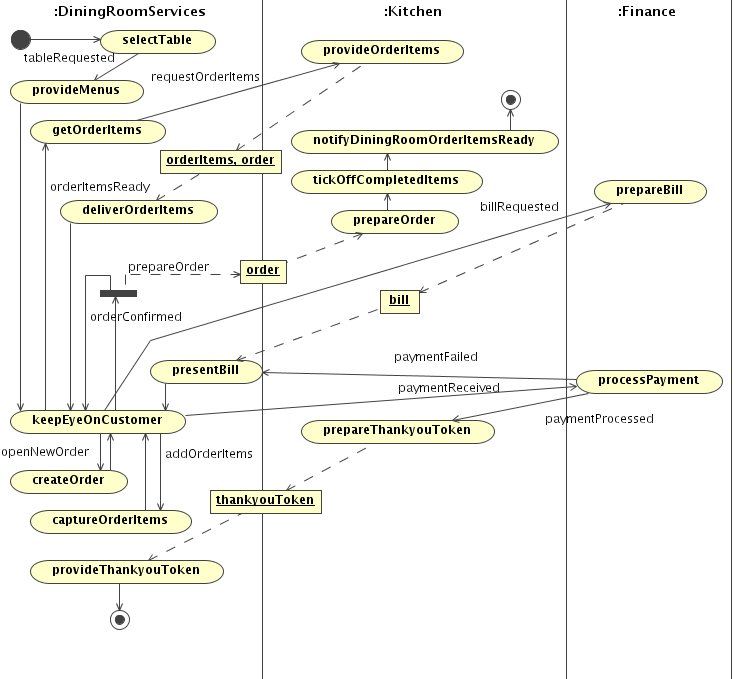 :DiningRoomServices
:Kitchen
:Finance
selectTable
provideOrderItems
tableRequested
requestOrderItems
provideMenus
getOrderItems
notifyDiningRoomOrderItemsReady
orderItems, order
orderItemsReady
tickOffCompletedItems
prepareBill
deliverOrderItems
prepareOrder
billRequested
prepareOrder
order
bill
orderConfirmed
paymentFailed
presentBill
processPayment
paymentReceived
keepEyeOnCustomer
prepareThankyouToken
paymentProcessed
openNewOrder
addOrderItems
createOrder
thankyouToken
captureOrderItems
provideThankyouToken